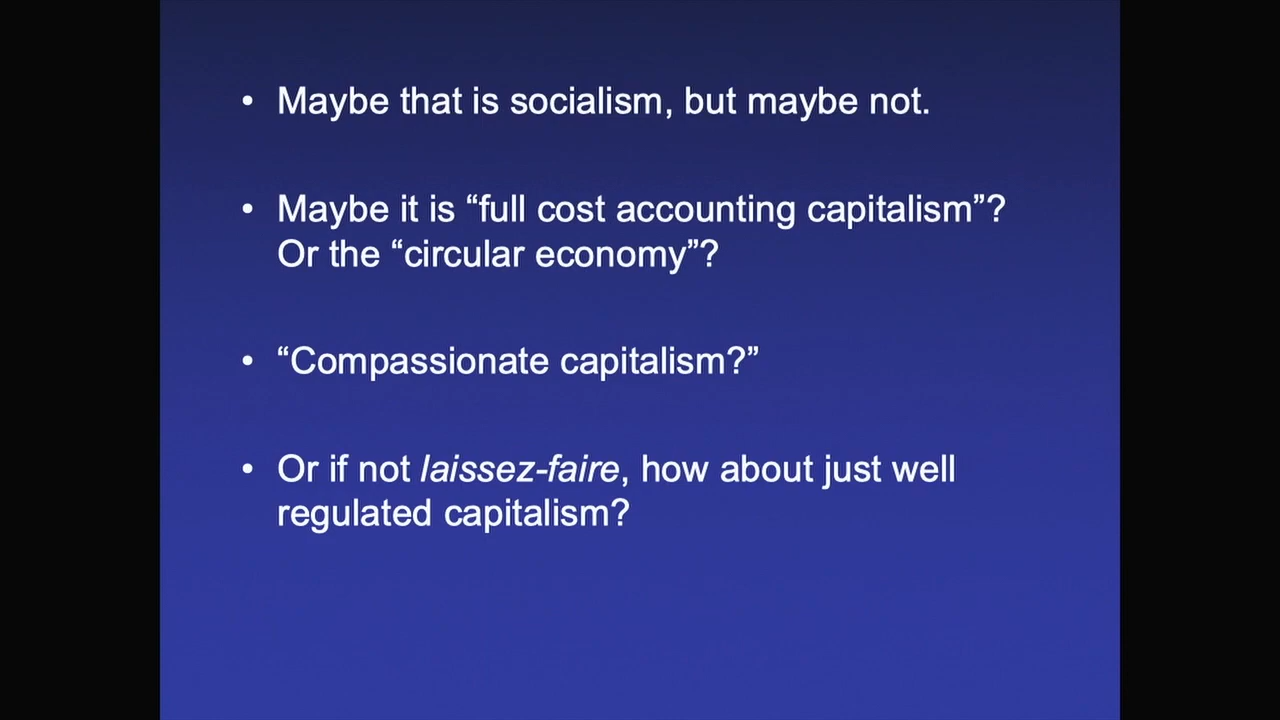 • Maybe that is socialism, but maybe not.
• Maybe it is “full cost accounting capitalism”?
Or the “circular economy”?
• “Compassionate capitalism?”
• Or if not laissez-faire, how about just well
regulated capitalism?